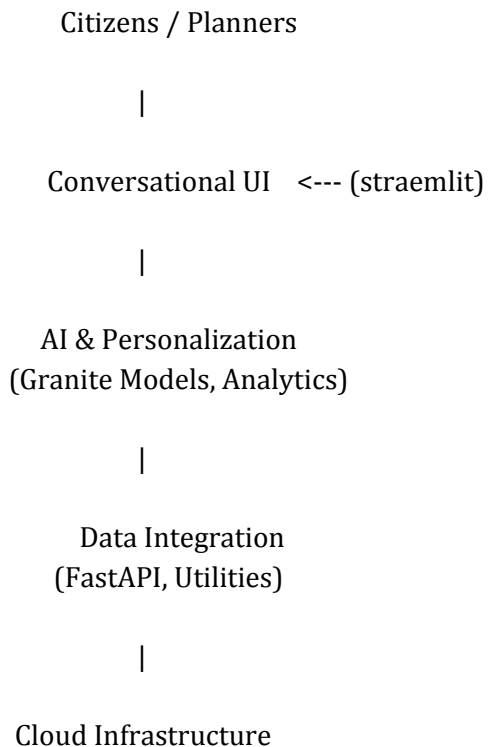 Citizens / Planners
|
Conversational UI <--- (straemlit)
|
AI & Personalization
(Granite Models, Analytics)
|
Data Integration
(FastAPI, Utilities)
|
Cloud Infrastructure